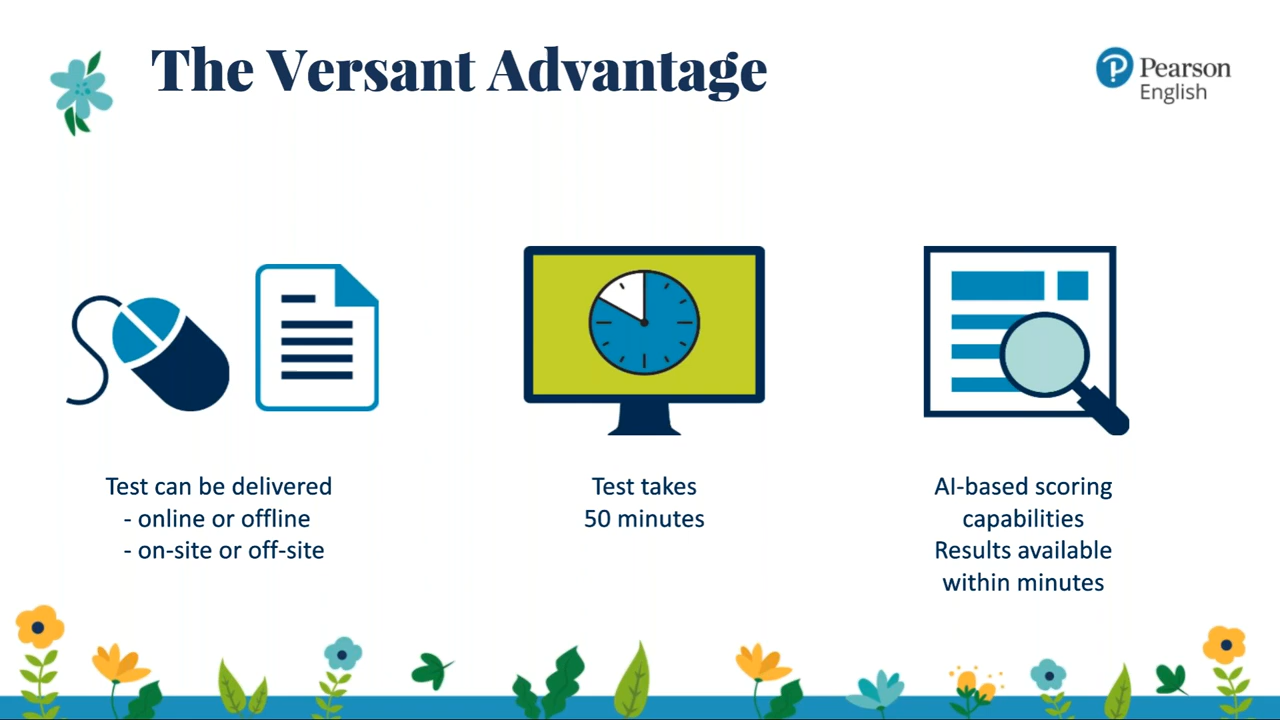 The Versant Advantage
Pearson
English
Test can be delivered
- online or offline
- on-site or off-site
Test takes
50 minutes
AI-based scoring
capabilities
Results available
within minutes